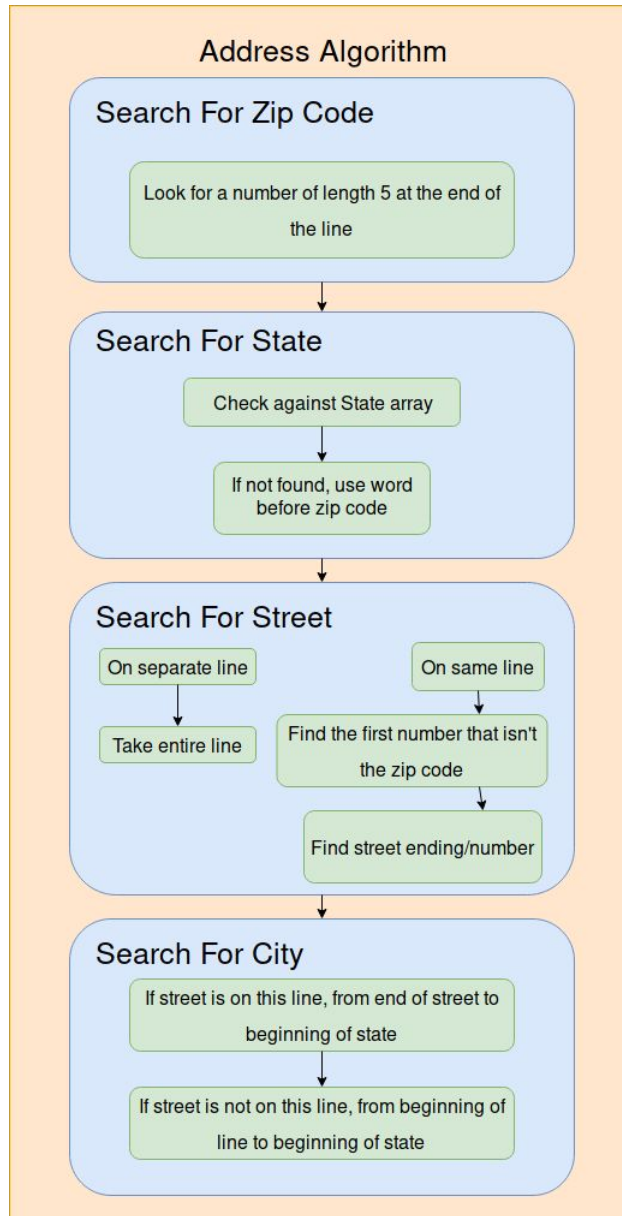 Address Algorithm
Search For Zip Code
Look for a number of length 5 at the end of
the line
Search For State
Check against State array
If not found, use word
before zip code
Search For Street
On separate line
Take entire line
On same line
Find the first number that isn't
the zip code
Find street ending/number
Search For City
If street is on this line, from end of street to
beginning of state
If street is not on this line, from beginning of
line to beginning of state